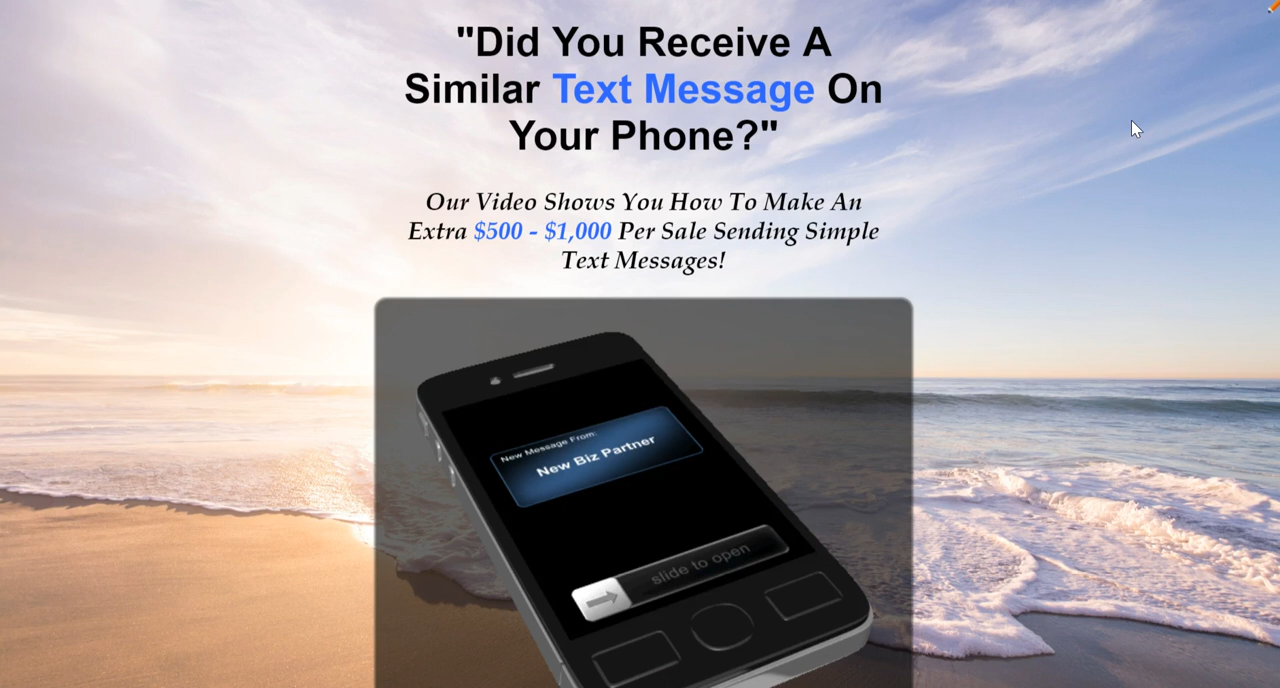 "Did You Receive A
Similar Text Message On
Your Phone?"
Our Video Shows You How To Make An
Extra $500 - $1,000 Per Sale Sending Simple
Text Messages!
New Message From:
New Biz Partner
slide to open